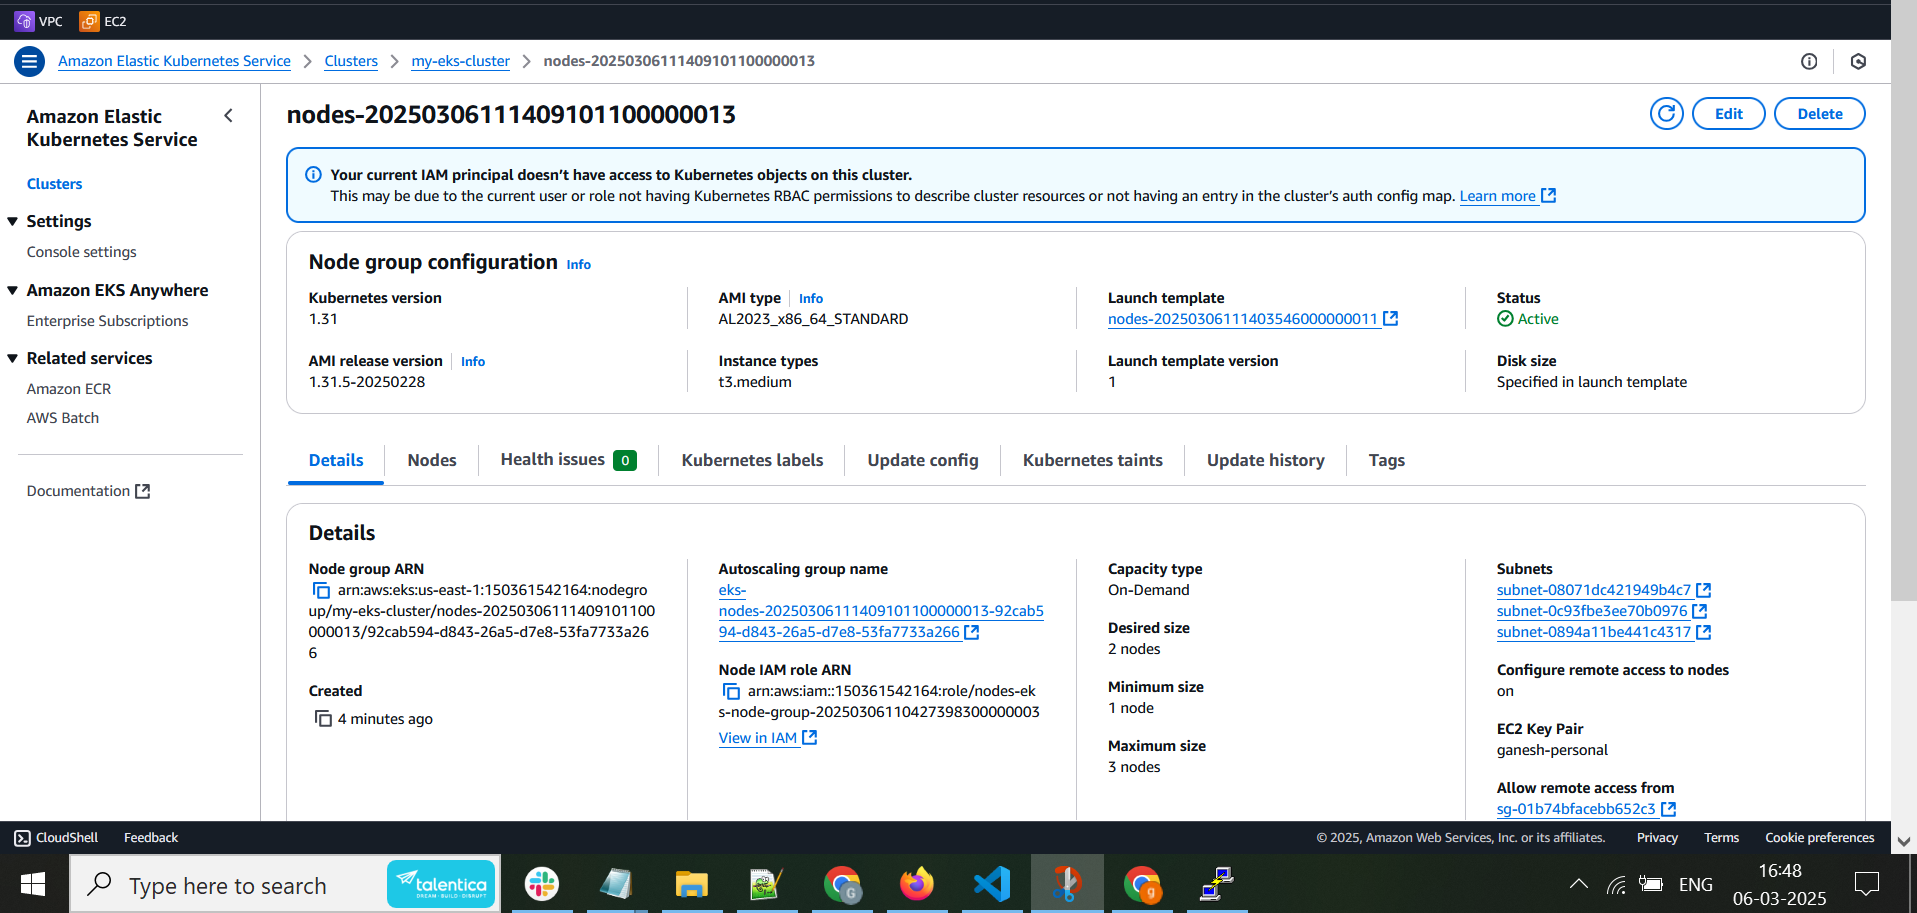 VPC EC2
Amazon Elastic Kubernetes Service Clusters my-eks-cluster nodes-20250306111409101100000013
Amazon Elastic
Kubernetes Service
Clusters
Settings
Console settings
Amazon EKS Anywhere
Enterprise Subscriptions
Related services
Amazon ECR
AWS Batch
Documentation
nodes-20250306111409101100000013
Edit
Delete
Your current IAM principal doesn’t have access to Kubernetes objects on this cluster.
This may be due to the current user or role not having Kubernetes RBAC permissions to describe cluster resources or not having an entry in the cluster’s auth config map. Learn more
Node group configuration Info
Kubernetes version
1.31
AMI type Info
AL2023_x86_64_STANDARD
Launch template
nodes-20250306111403546000000011
Status
Active
AMI release version Info
1.31.5-20250228
Instance types
t3.medium
Launch template version
1
Disk size
Specified in launch template
Details Nodes Health issues 0 Kubernetes labels Update config Kubernetes taints Update history Tags
Details
Node group ARN
arn:aws:eks:us-east-1:150361542164:nodegro
up/my-eks-cluster/nodes-20250306111409101100
000013/92cab594-d843-26a5-d7e8-53fa7733a26
6
Created
4 minutes ago
Autoscaling group name
eks-
nodes-20250306111409101100000013-92cab5
94-d843-26a5-d7e8-53fa7733a266
Node IAM role ARN
arn:aws:iam::150361542164:role/nodes-ek
s-node-group-20250306110427398300000003
View in IAM
Capacity type
On-Demand
Desired size
2 nodes
Minimum size
1 node
Maximum size
3 nodes
Subnets
subnet-08071dc421949b4c7
subnet-0c93fbe3ee70b0976
subnet-0894a11be441c4317
Configure remote access to nodes
on
EC2 Key Pair
ganesh-personal
Allow remote access from
sg-01b74bfacebb652c3
CloudShell Feedback © 2025, Amazon Web Services, Inc. or its affiliates. Privacy Terms Cookie preferences
Type here to search
talentica
DREAM · BUILD · DISRUPT
G
g
ENG
16:48
06-03-2025